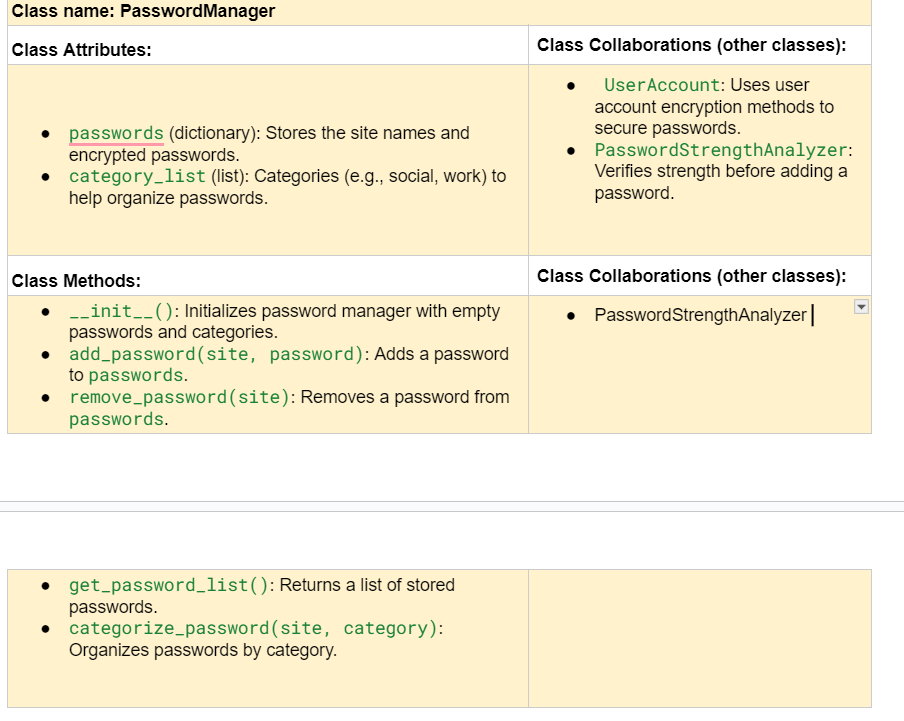 Class name: PasswordManager
Class Attributes:
Class Collaborations (other classes):
● passwords (dictionary): Stores the site names and
encrypted passwords.
● category_list (list): Categories (e.g., social, work) to
help organize passwords.
● UserAccount: Uses user
account encryption methods to
secure passwords.
● PasswordStrengthAnalyzer:
Verifies strength before adding a
password.
Class Methods:
Class Collaborations (other classes):
● __init__(): Initializes password manager with empty
passwords and categories.
● add_password(site, password): Adds a password
to passwords.
● remove_password(site): Removes a password from
passwords.
● PasswordStrengthAnalyzer
● get_password_list(): Returns a list of stored
passwords.
● categorize_password(site, category):
Organizes passwords by category.